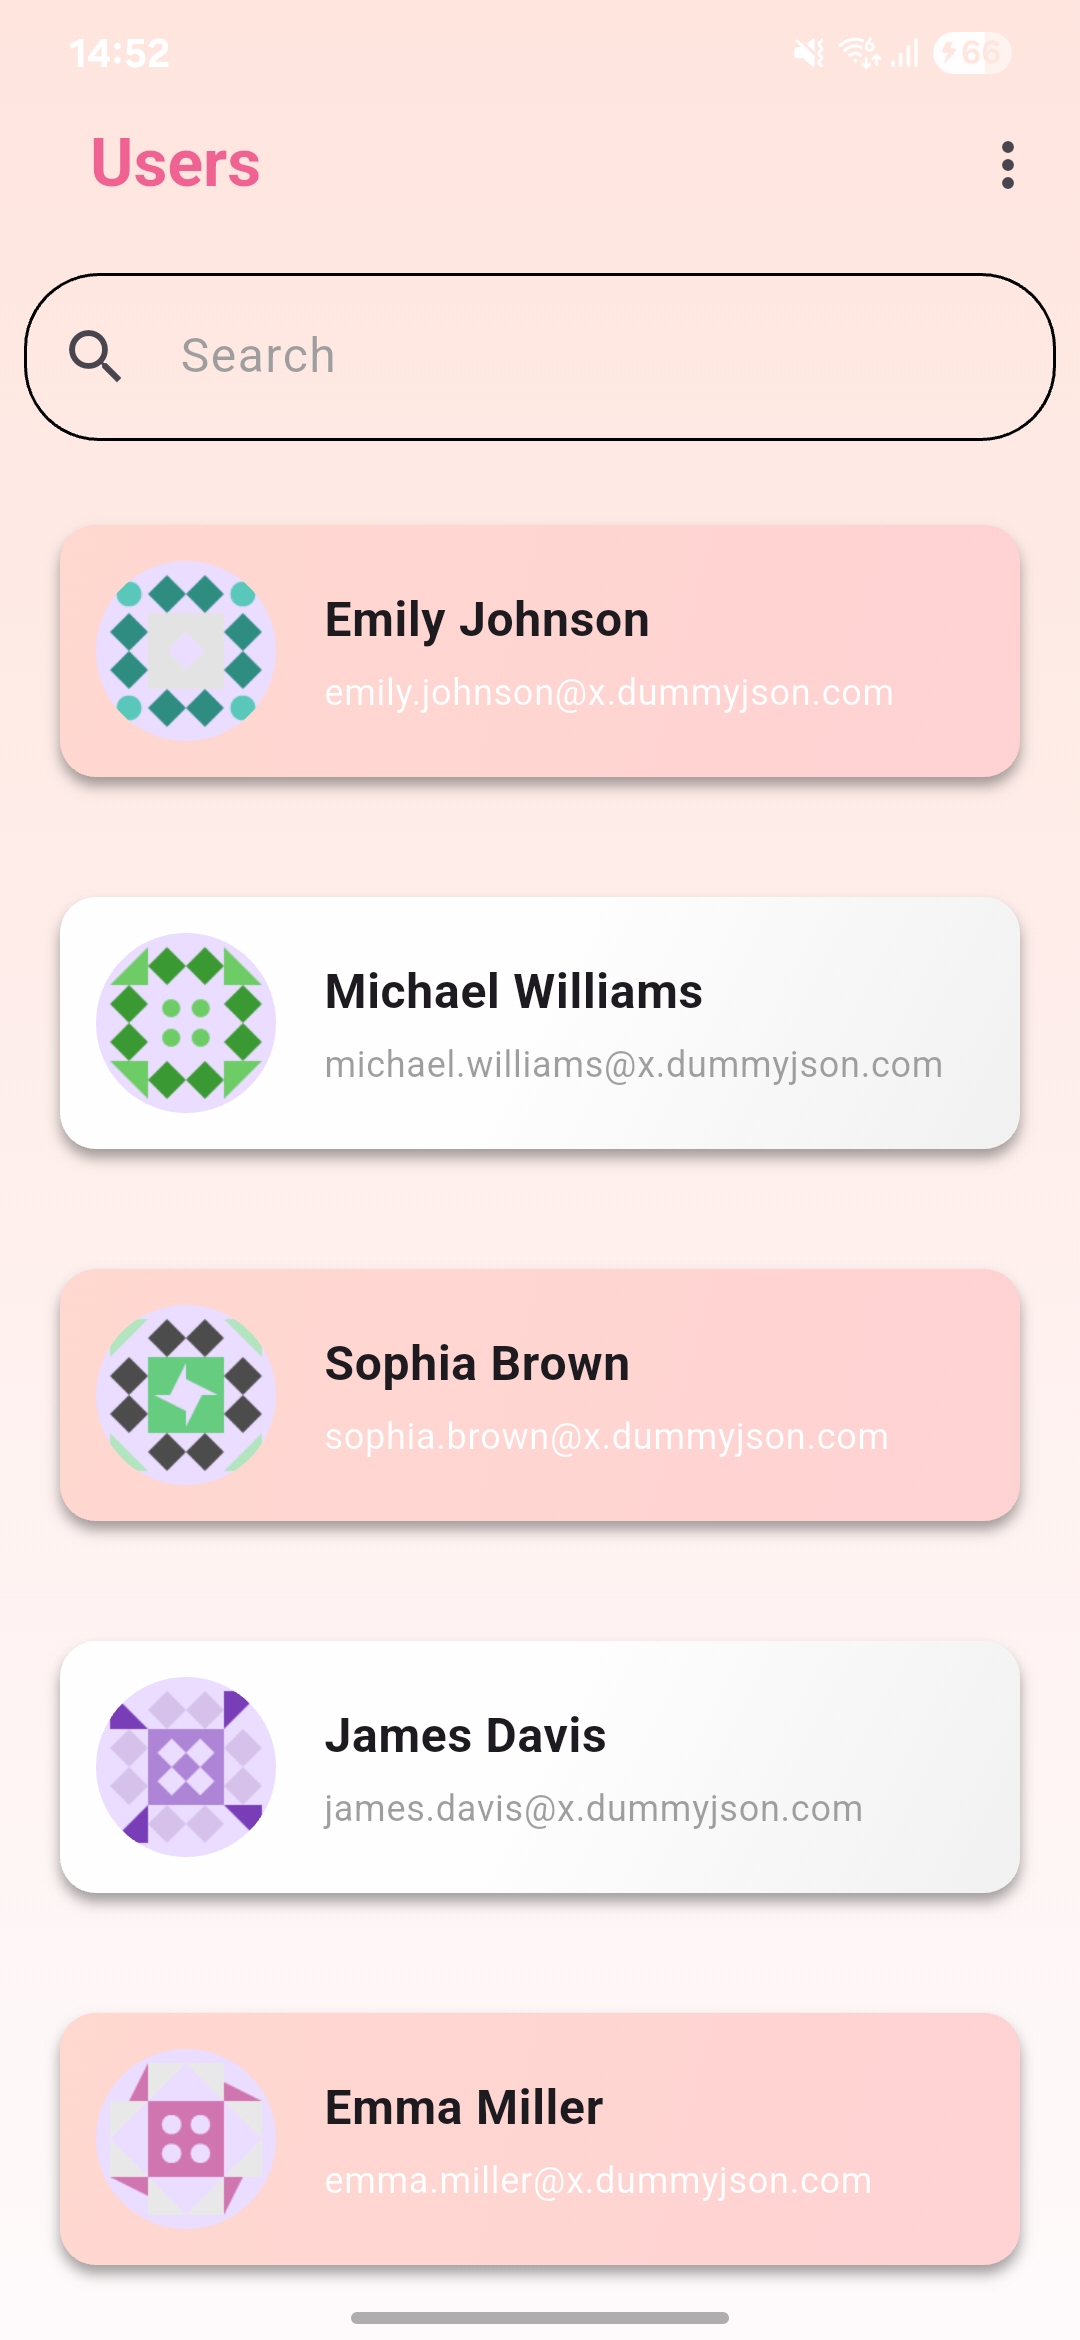 14:52
6
66
Users
Search
Emily Johnson
emily.johnson@x.dummyjson.com
Michael Williams
michael.williams@x.dummyjson.com
Sophia Brown
sophia.brown@x.dummyjson.com
James Davis
james.davis@x.dummyjson.com
Emma Miller
emma.miller@x.dummyjson.com